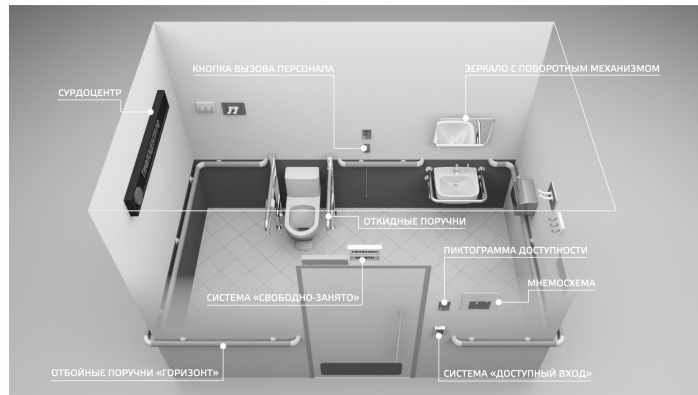 КНОПКА ВЫЗОВА ПЕРСОНАЛА
ЗЕРКАЛО С ПОВОРОТНЫМ МЕХАНИЗМОМ
СУРДОЦЕНТР
ОТКИДНЫЕ ПОРУЧНИ
ПИКТОГРАММА ДОСТУПНОСТИ
МНЕМОСХЕМА
СИСТЕМА «СВОБОДНО-ЗАНЯТО»
ОТБОЙНЫЕ ПОРУЧНИ «ГОРИЗОНТ»
СИСТЕМА «ДОСТУПНЫЙ ВХОД»